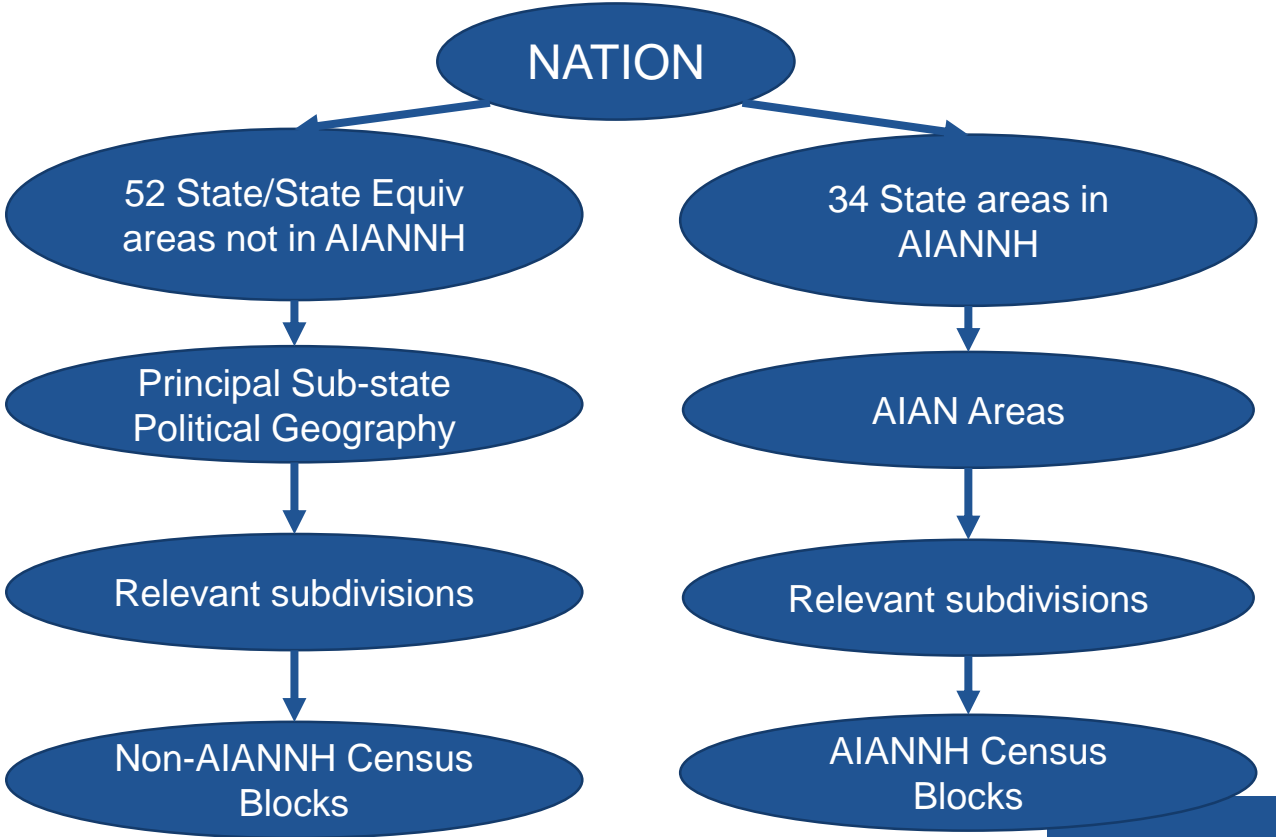 NATION
52 State/State Equiv
areas not in AIANNH
34 State areas in
AIANNH
Principal Sub-state
Political Geography
AIAN Areas
Relevant subdivisions
Relevant subdivisions
Non-AIANNH Census
Blocks
AIANNH Census
Blocks